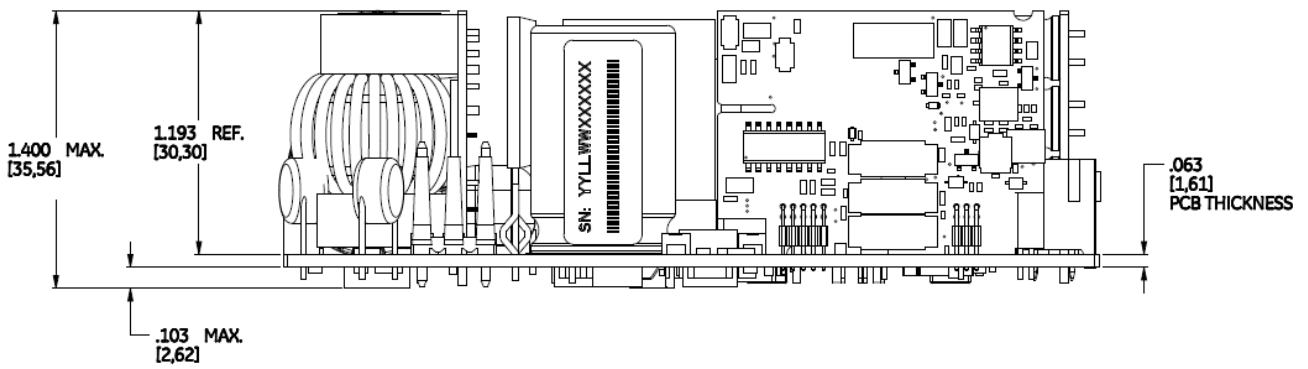 1.400 MAX.
[35,56]
1.193 REF.
[30,30]
SN: YYLLWWXXXXXX
.063
[1,61]
PCB THICKNESS
.103 MAX.
[2,62]